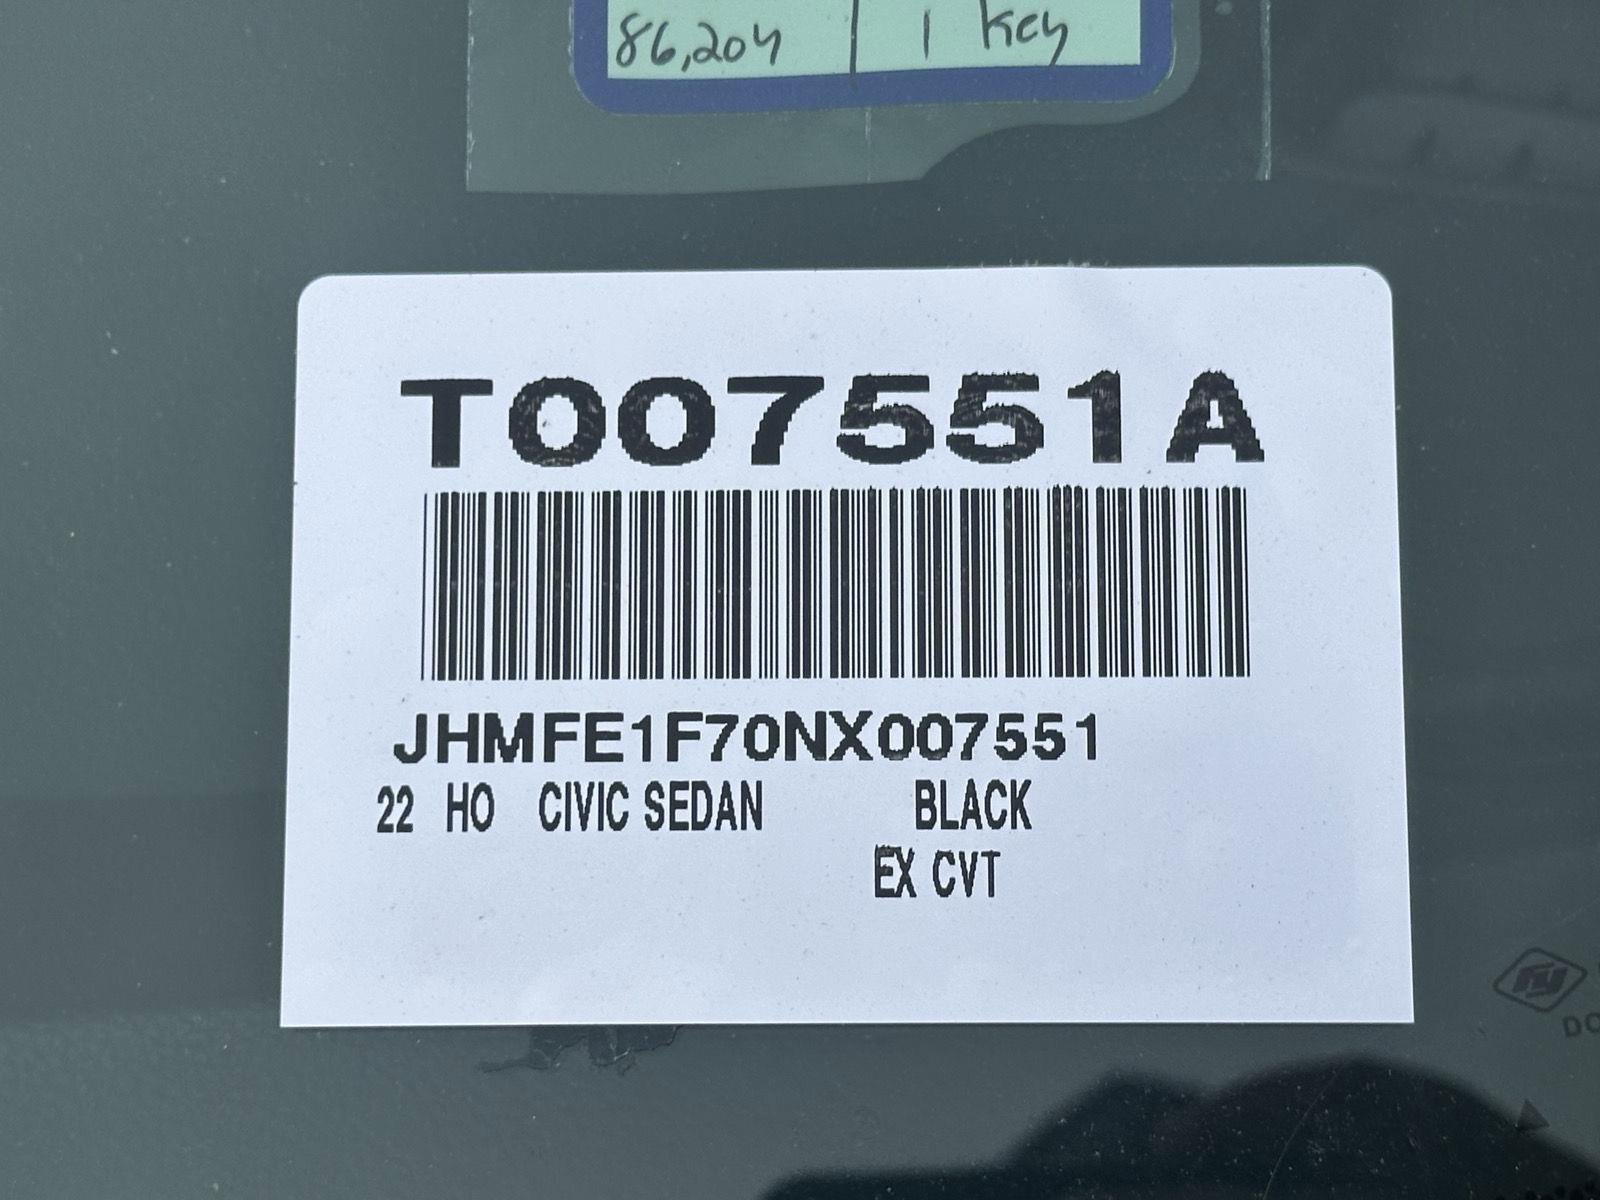 86,204 1 Key
T007551A
JHMFE1F70NX007551
22 HO CIVIC SEDAN BLACK
EX CVT